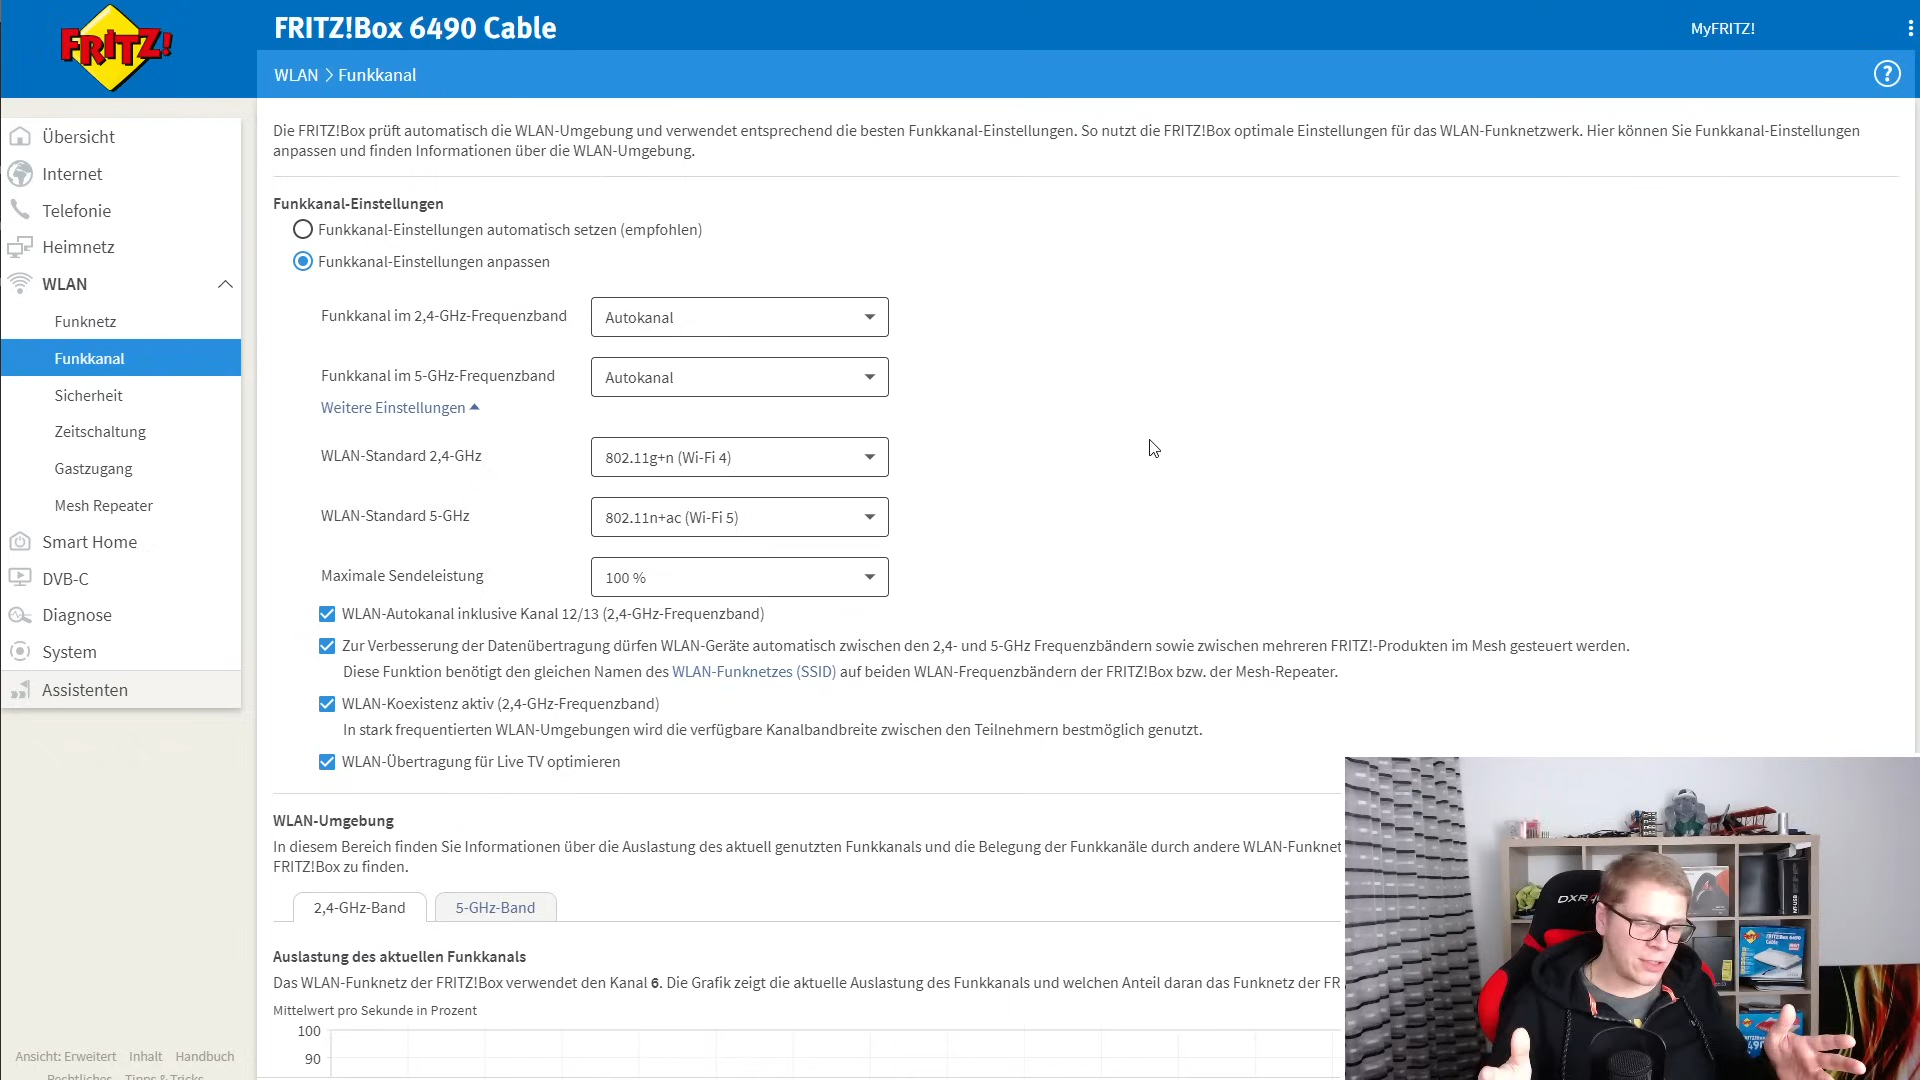 FRITZ!
FRITZ!Box 6490 Cable
MyFRITZ!
WLAN > Funkkanal
?
Übersicht
Internet
Telefonie
Heimnetz
WLAN
Funknetz
Funkkanal
Sicherheit
Zeitschaltung
Gastzugang
Mesh Repeater
Smart Home
DVB-C
Diagnose
System
Assistenten
Ansicht: Erweitert Inhalt Handbuch
Rechtliches Tipps & Tricks
Die FRITZ!Box prüft automatisch die WLAN-Umgebung und verwendet entsprechend die besten Funkkanal-Einstellungen. So nutzt die FRITZ!Box optimale Einstellungen für das WLAN-Funknetzwerk. Hier können Sie Funkkanal-Einstellungen
anpassen und finden Informationen über die WLAN-Umgebung.
Funkkanal-Einstellungen
Funkkanal-Einstellungen automatisch setzen (empfohlen)
Funkkanal-Einstellungen anpassen
Funkkanal im 2,4-GHz-Frequenzband Autokanal
Funkkanal im 5-GHz-Frequenzband Autokanal
Weitere Einstellungen
WLAN-Standard 2,4-GHz 802.11g+n (Wi-Fi 4)
WLAN-Standard 5-GHz 802.11n+ac (Wi-Fi 5)
Maximale Sendeleistung 100 %
WLAN-Autokanal inklusive Kanal 12/13 (2,4-GHz-Frequenzband)
Zur Verbesserung der Datenübertragung dürfen WLAN-Geräte automatisch zwischen den 2,4- und 5-GHz Frequenzbändern sowie zwischen mehreren FRITZ!-Produkten im Mesh gesteuert werden.
Diese Funktion benötigt den gleichen Namen des WLAN-Funknetzes (SSID) auf beiden WLAN-Frequenzbändern der FRITZ!Box bzw. der Mesh-Repeater.
WLAN-Koexistenz aktiv (2,4-GHz-Frequenzband)
In stark frequentierten WLAN-Umgebungen wird die verfügbare Kanalbandbreite zwischen den Teilnehmern bestmöglich genutzt.
WLAN-Übertragung für Live TV optimieren
WLAN-Umgebung
In diesem Bereich finden Sie Informationen über die Auslastung des aktuell genutzten Funkkanals und die Belegung der Funkkanäle durch andere WLAN-Funknet
FRITZ!Box zu finden.
2,4-GHz-Band 5-GHz-Band
Auslastung des aktuellen Funkkanals
Das WLAN-Funknetz der FRITZ!Box verwendet den Kanal 6. Die Grafik zeigt die aktuelle Auslastung des Funkkanals und welchen Anteil daran das Funknetz der FR
Mittelwert pro Sekunde in Prozent
100
90
FRITZ!Box 6490
Cable